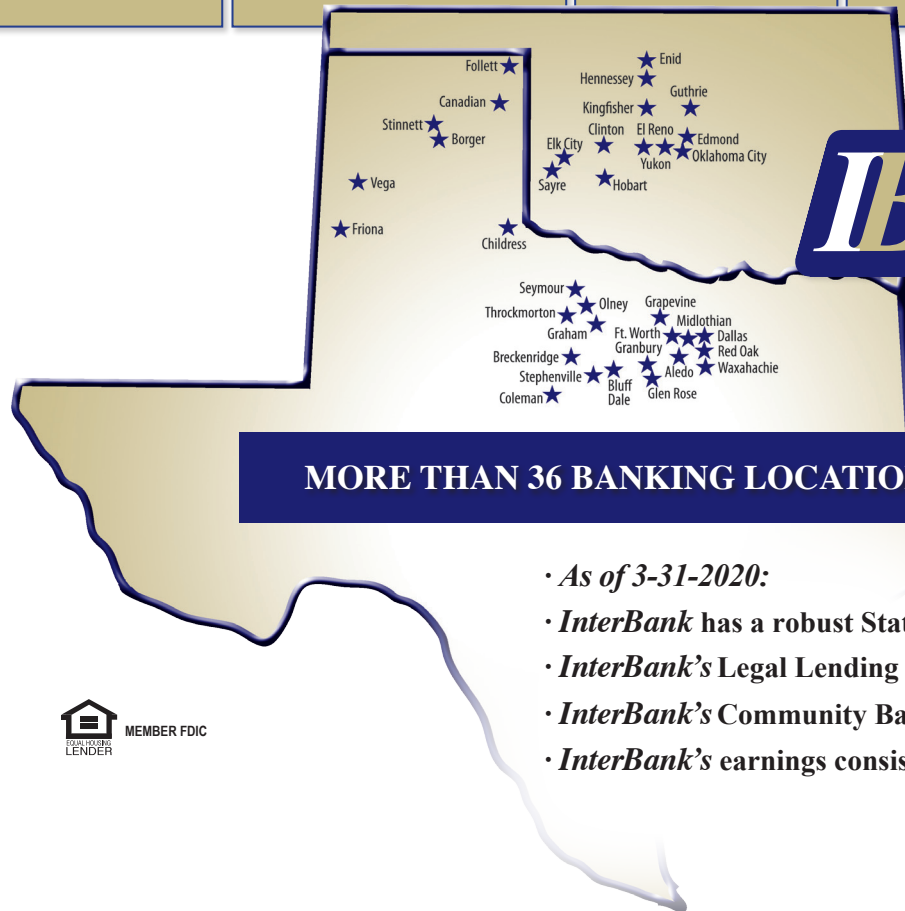 Follett
Enid
Hennessey
Canadian
Guthrie
Kingfisher
Stinnett
Borger
Clinton
El Reno
Edmond
Elk City
Oklahoma City
Yukon
Vega
Sayre
Hobart
Friona
Childress
Seymour
Olney
Grapevine
Throckmorton
Midlothian
Graham
Ft. Worth
Dallas
Granbury
Red Oak
Breckenridge
Aledo
Waxahachie
Stephenville
Bluff
Dale
Glen Rose
Coleman
MORE THAN 36 BANKING LOCATIO
· As of 3-31-2020:
· InterBank has a robust Stat
· InterBank’s Legal Lending
· InterBank’s Community Ba
· InterBank’s earnings consis
EQUAL HOUSING
LENDER
MEMBER FDIC